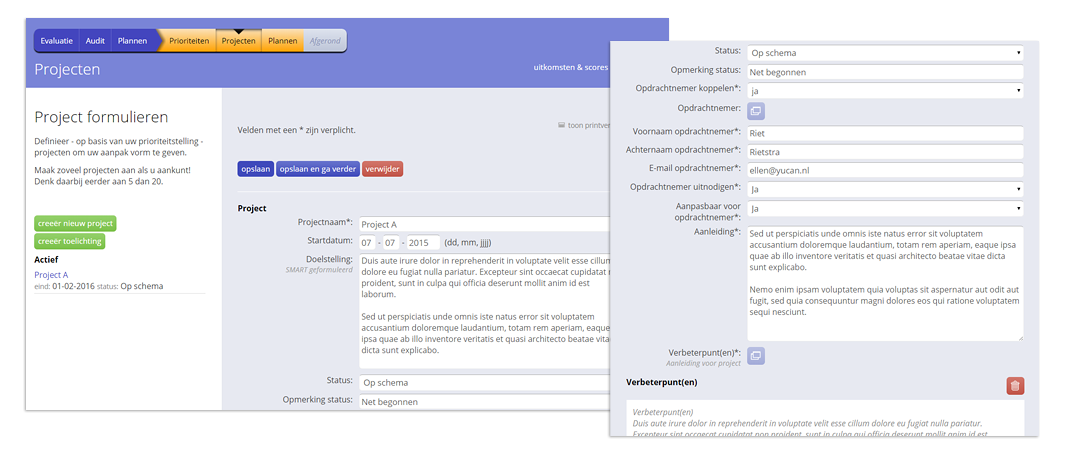 Evaluatie Audit Plannen Prioriteiten Projecten Plannen Afgerond
Projecten
uitkomsten & scores
Project formulieren
Definieer - op basis van uw prioriteitstelling -
projecten om uw aanpak vorm te geven.
Maak zoveel projecten aan als u aankunt!
Denk daarbij eerder aan 5 dan 20.
creeër nieuw project
creeër toelichting
Actief
Project A
eind: 01-02-2016 status: Op schema
Velden met een * zijn verplicht.
toon printver
opslaan opslaan en ga verder verwijder
Project
Projectnaam*: Project A
Startdatum: 07 - 07 - 2015 (dd, mm, jjjj)
Doelstelling:
SMART geformuleerd
Duis aute irure dolor in reprehenderit in voluptate velit esse cillum
dolore eu fugiat nulla pariatur. Excepteur sint occaecat cupidatat
proident, sunt in culpa qui officia deserunt mollit anim id est
laborum.
Sed ut perspiciatis unde omnis iste natus error sit voluptatem
accusantium doloremque laudantium, totam rem aperiam, eaque
ipsa quae ab illo inventore veritatis et quasi architecto beatae vita
dicta sunt explicabo.
Status: Op schema
Opmerking status: Net begonnen
Status: Op schema
Opmerking status: Net begonnen
Opdrachtnemer koppelen*: ja
Opdrachtnemer:
Voornaam opdrachtnemer*: Riet
Achternaam opdrachtnemer*: Rietstra
E-mail opdrachtnemer*: ellen@yucan.nl
Opdrachtnemer uitnodigen*: Ja
Aanpasbaar voor
opdrachtnemer*: Ja
Aanleiding*: Sed ut perspiciatis unde omnis iste natus error sit voluptatem
accusantium doloremque laudantium, totam rem aperiam, eaque ipsa
quae ab illo inventore veritatis et quasi architecto beatae vitae dicta
sunt explicabo.
Nemo enim ipsam voluptatem quia voluptas sit aspernatur aut odit aut
fugit, sed quia consequuntur magni dolores eos qui ratione voluptatem
sequi nesciunt.
Verbeterpunt(en)*:
Aanleiding voor project
Verbeterpunt(en)
Verbeterpunt(en)
Duis aute irure dolor in reprehenderit in voluptate velit esse cillum dolore eu fugiat nulla pariatur.
Excepteur sint occaecat cupidatat non proident, sunt in culpa qui officia deserunt mollit anim id est